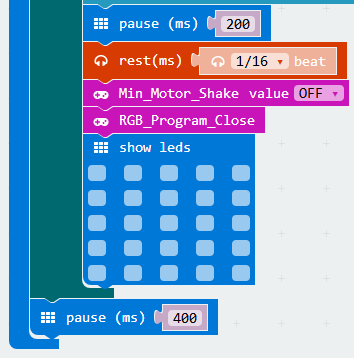 pause (ms) 200
rest(ms) 1/16 beat
Min_Motor_Shake value OFF
RGB_Program_Close
show leds
pause (ms) 400